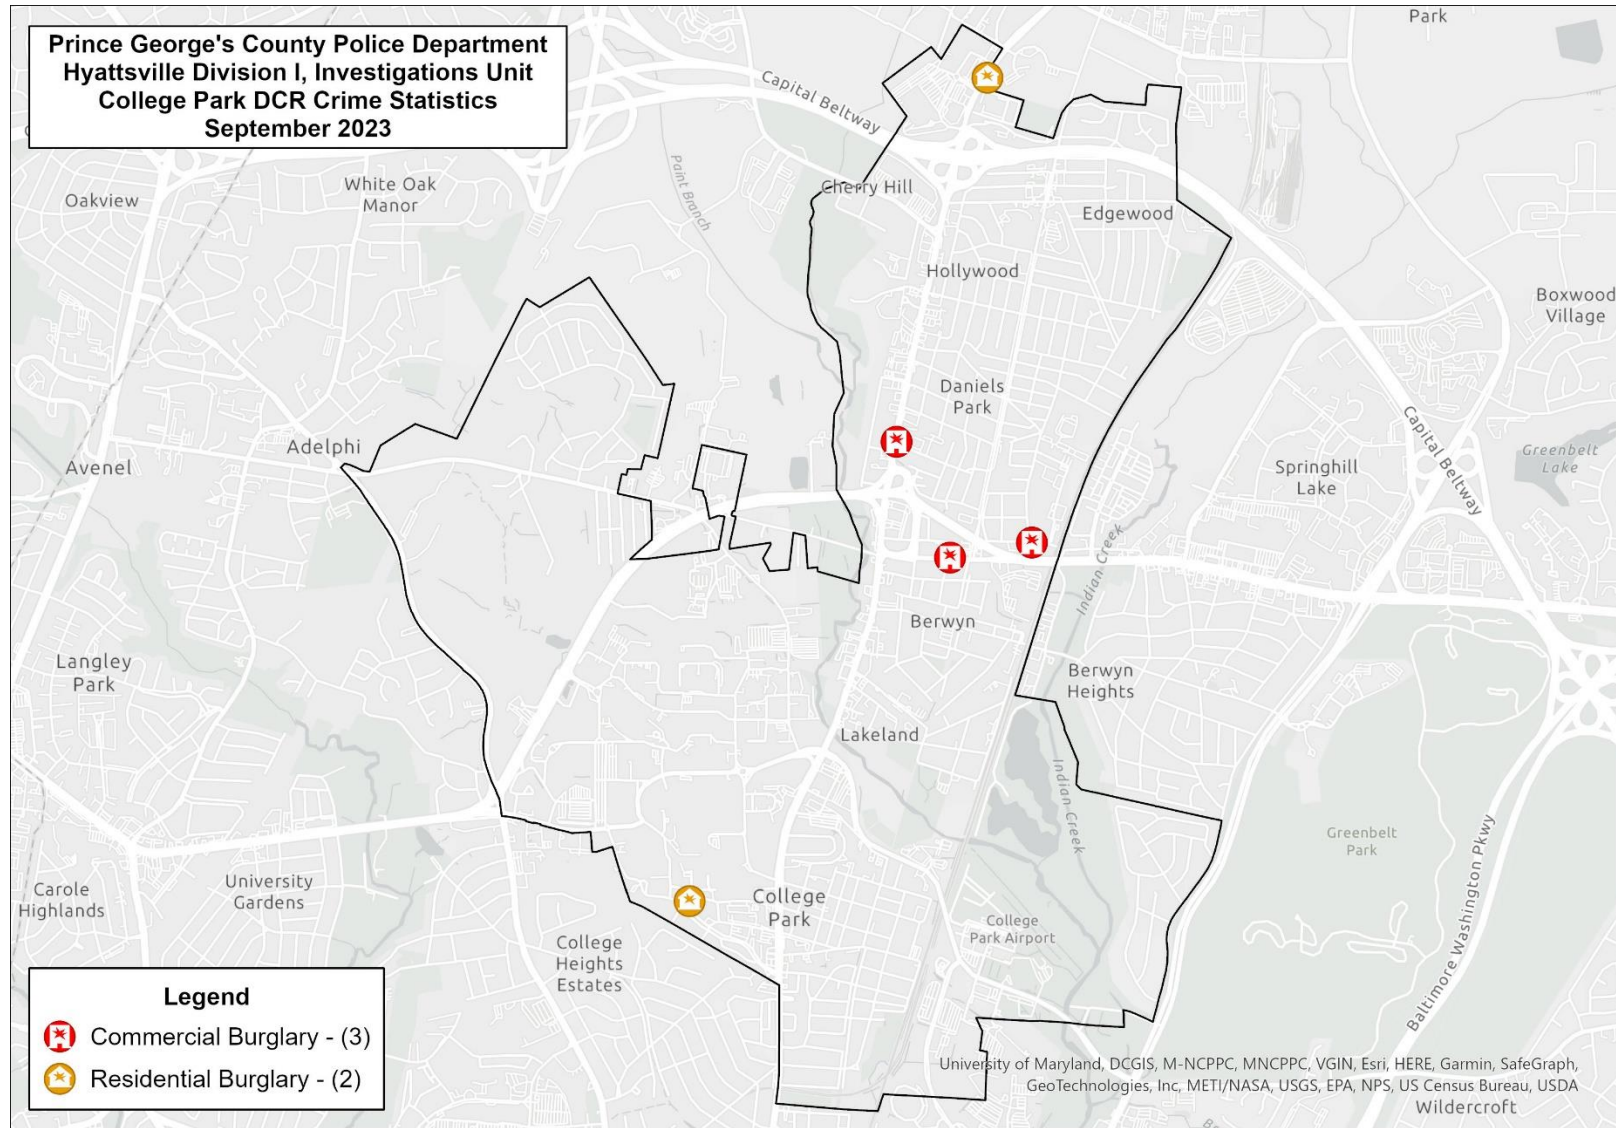 Prince George's County Police Department
Hyattsville Division I, Investigations Unit
College Park DCR Crime Statistics
September 2023
Park
Capital Beltway
Paint Branch
White Oak
Manor
Oakview
Cherry Hill
Edgewood
Hollywood
Boxwood
Village
Daniels
Park
Capital Beltway
Adelphi
Avenel
Springhill
Lake
Greenbelt
Lake
Indian Creek
Berwyn
Langley
Park
Berwyn
Heights
Lakeland
Indian Creek
Greenbelt
Park
Baltimore Washington Pkwy
Carole
Highlands
University
Gardens
College
Park
College
Park Airport
College
Heights
Estates
Legend
Commercial Burglary - (3)
Residential Burglary - (2)
University of Maryland, DCGIS, M-NCPPC, MNCPPC, VGIN, Esri, HERE, Garmin, SafeGraph,
GeoTechnologies, Inc, METI/NASA, USGS, EPA, NPS, US Census Bureau, USDA
Wildercroft